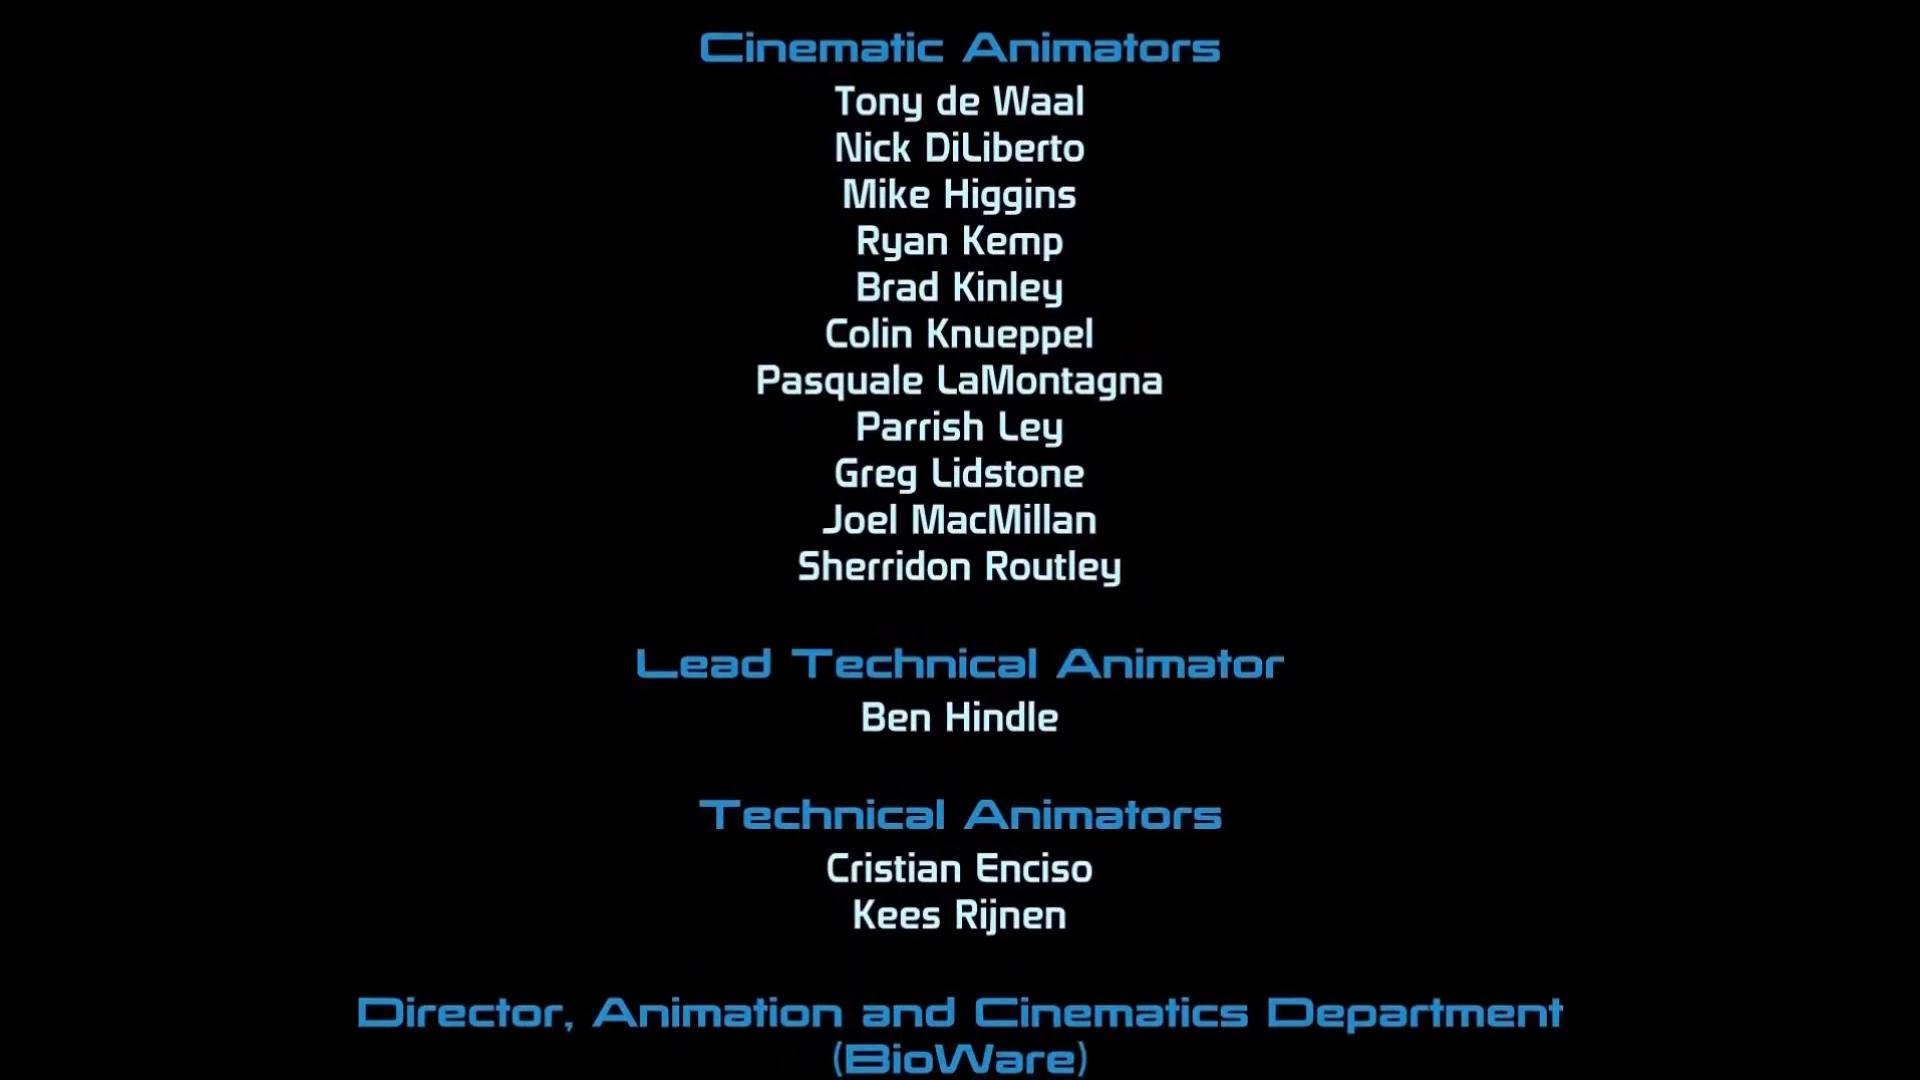 Cinematic Animators
Tony de Waal
Nick DiLiberto
Mike Higgins
Ryan Kemp
Brad Kinley
Colin Knueppel
Pasquale LaMontagna
Parrish Ley
Greg Lidstone
Joel MacMillan
Sherridon Routley
Lead Technical Animator
Ben Hindle
Technical Animators
Cristian Enciso
Kees Rijnen
Director, Animation and Cinematics Department
(BioWare)